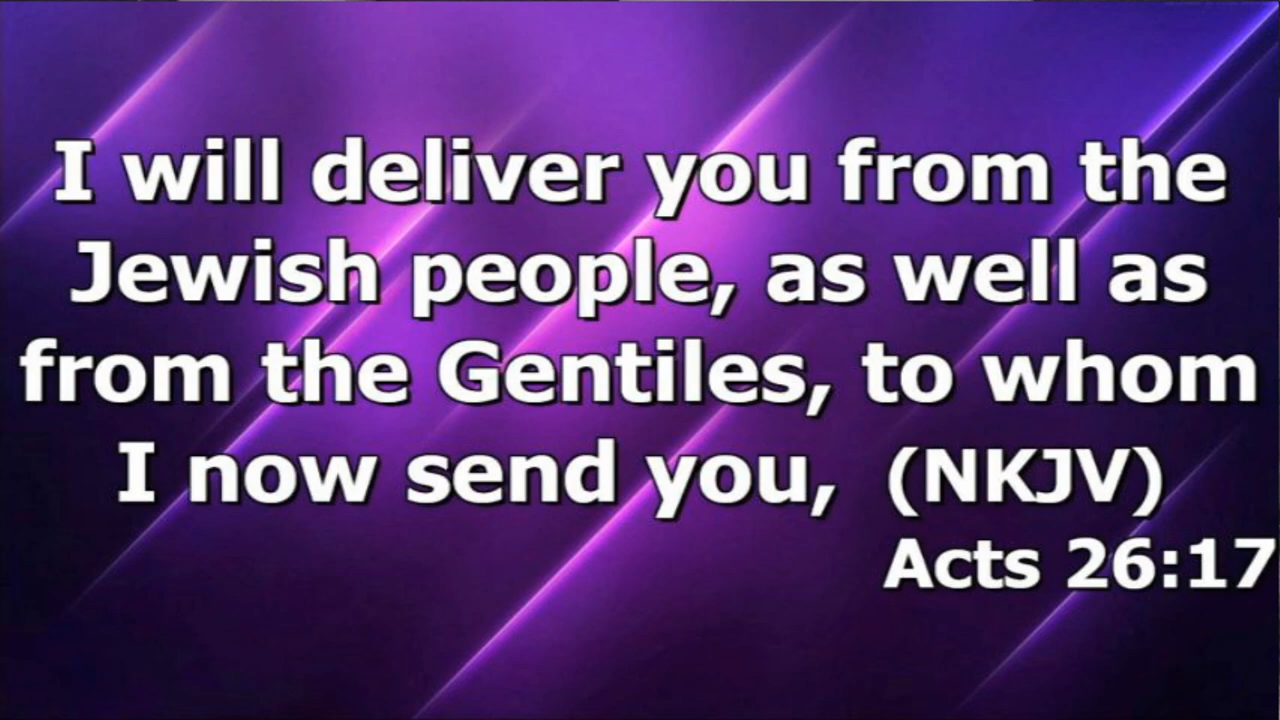 I will deliver you from the
Jewish people, as well as
from the Gentiles, to whom
I now send you, (NKJV)
Acts 26:17